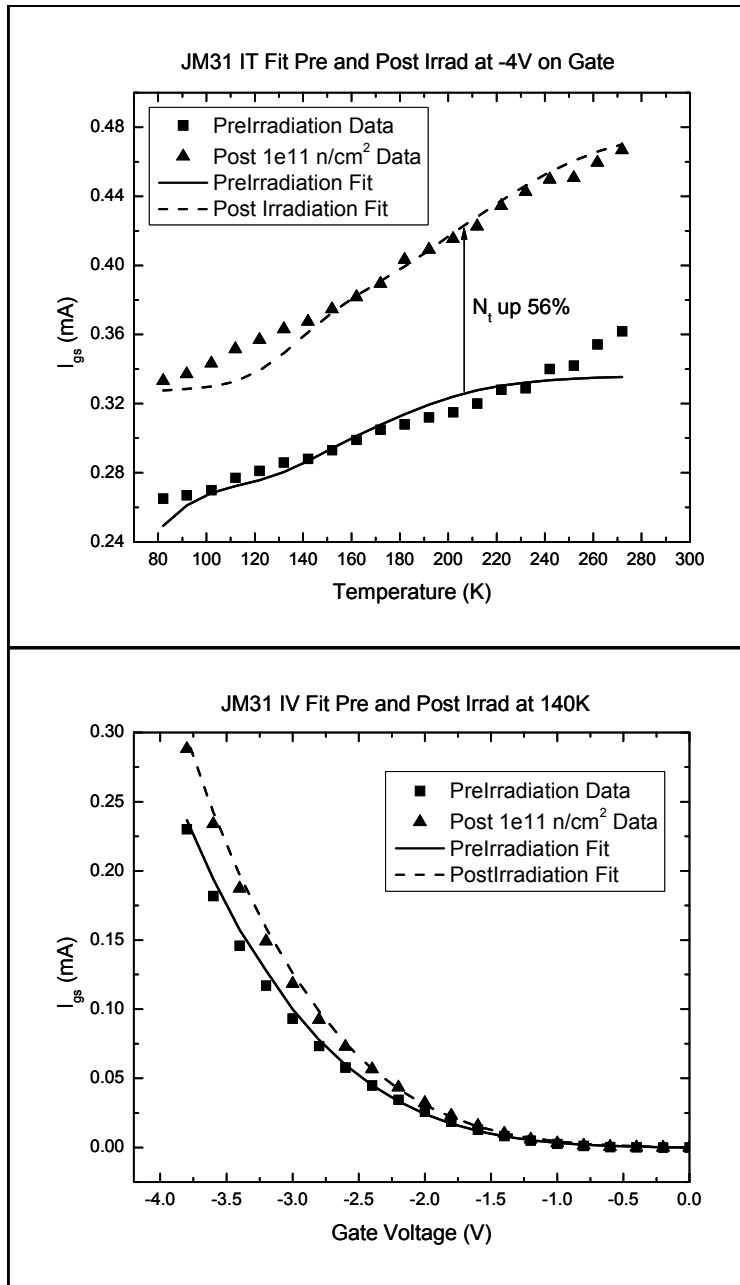 JM31 IT Fit Pre and Post Irrad at -4V on Gate
PreIrradiation Data
Post 1e11 n/cm² Data
PreIrradiation Fit
Post Irradiation Fit
N_t up 56%
I_gs (mA)
0.48
0.44
0.40
0.36
0.32
0.28
0.24
80 100 120 140 160 180 200 220 240 260 280 300
Temperature (K)
JM31 IV Fit Pre and Post Irrad at 140K
PreIrradiation Data
Post 1e11 n/cm² Data
PreIrradiation Fit
PostIrradiation Fit
I_gs (mA)
0.30
0.25
0.20
0.15
0.10
0.05
0.00
-4.0 -3.5 -3.0 -2.5 -2.0 -1.5 -1.0 -0.5 0.0
Gate Voltage (V)